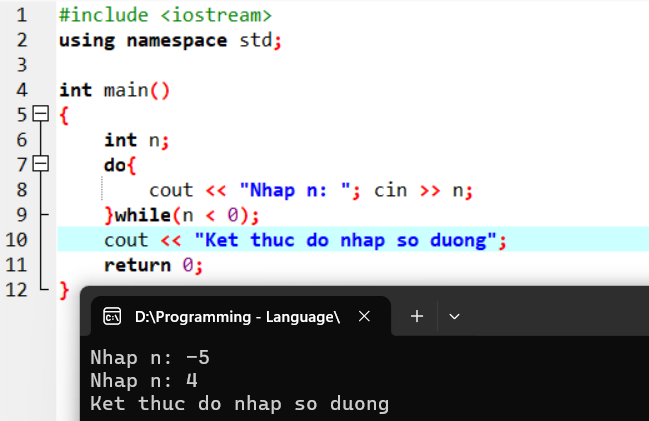 1 #include <iostream>
2 using namespace std;
3
4 int main()
5 {
6 int n;
7 do{
8 cout << "Nhap n: "; cin >> n;
9 }while(n < 0);
10 cout << "Ket thuc do nhap so duong";
11 return 0;
12 }
D:\Programming - Language\
Nhap n: -5
Nhap n: 4
Ket thuc do nhap so duong